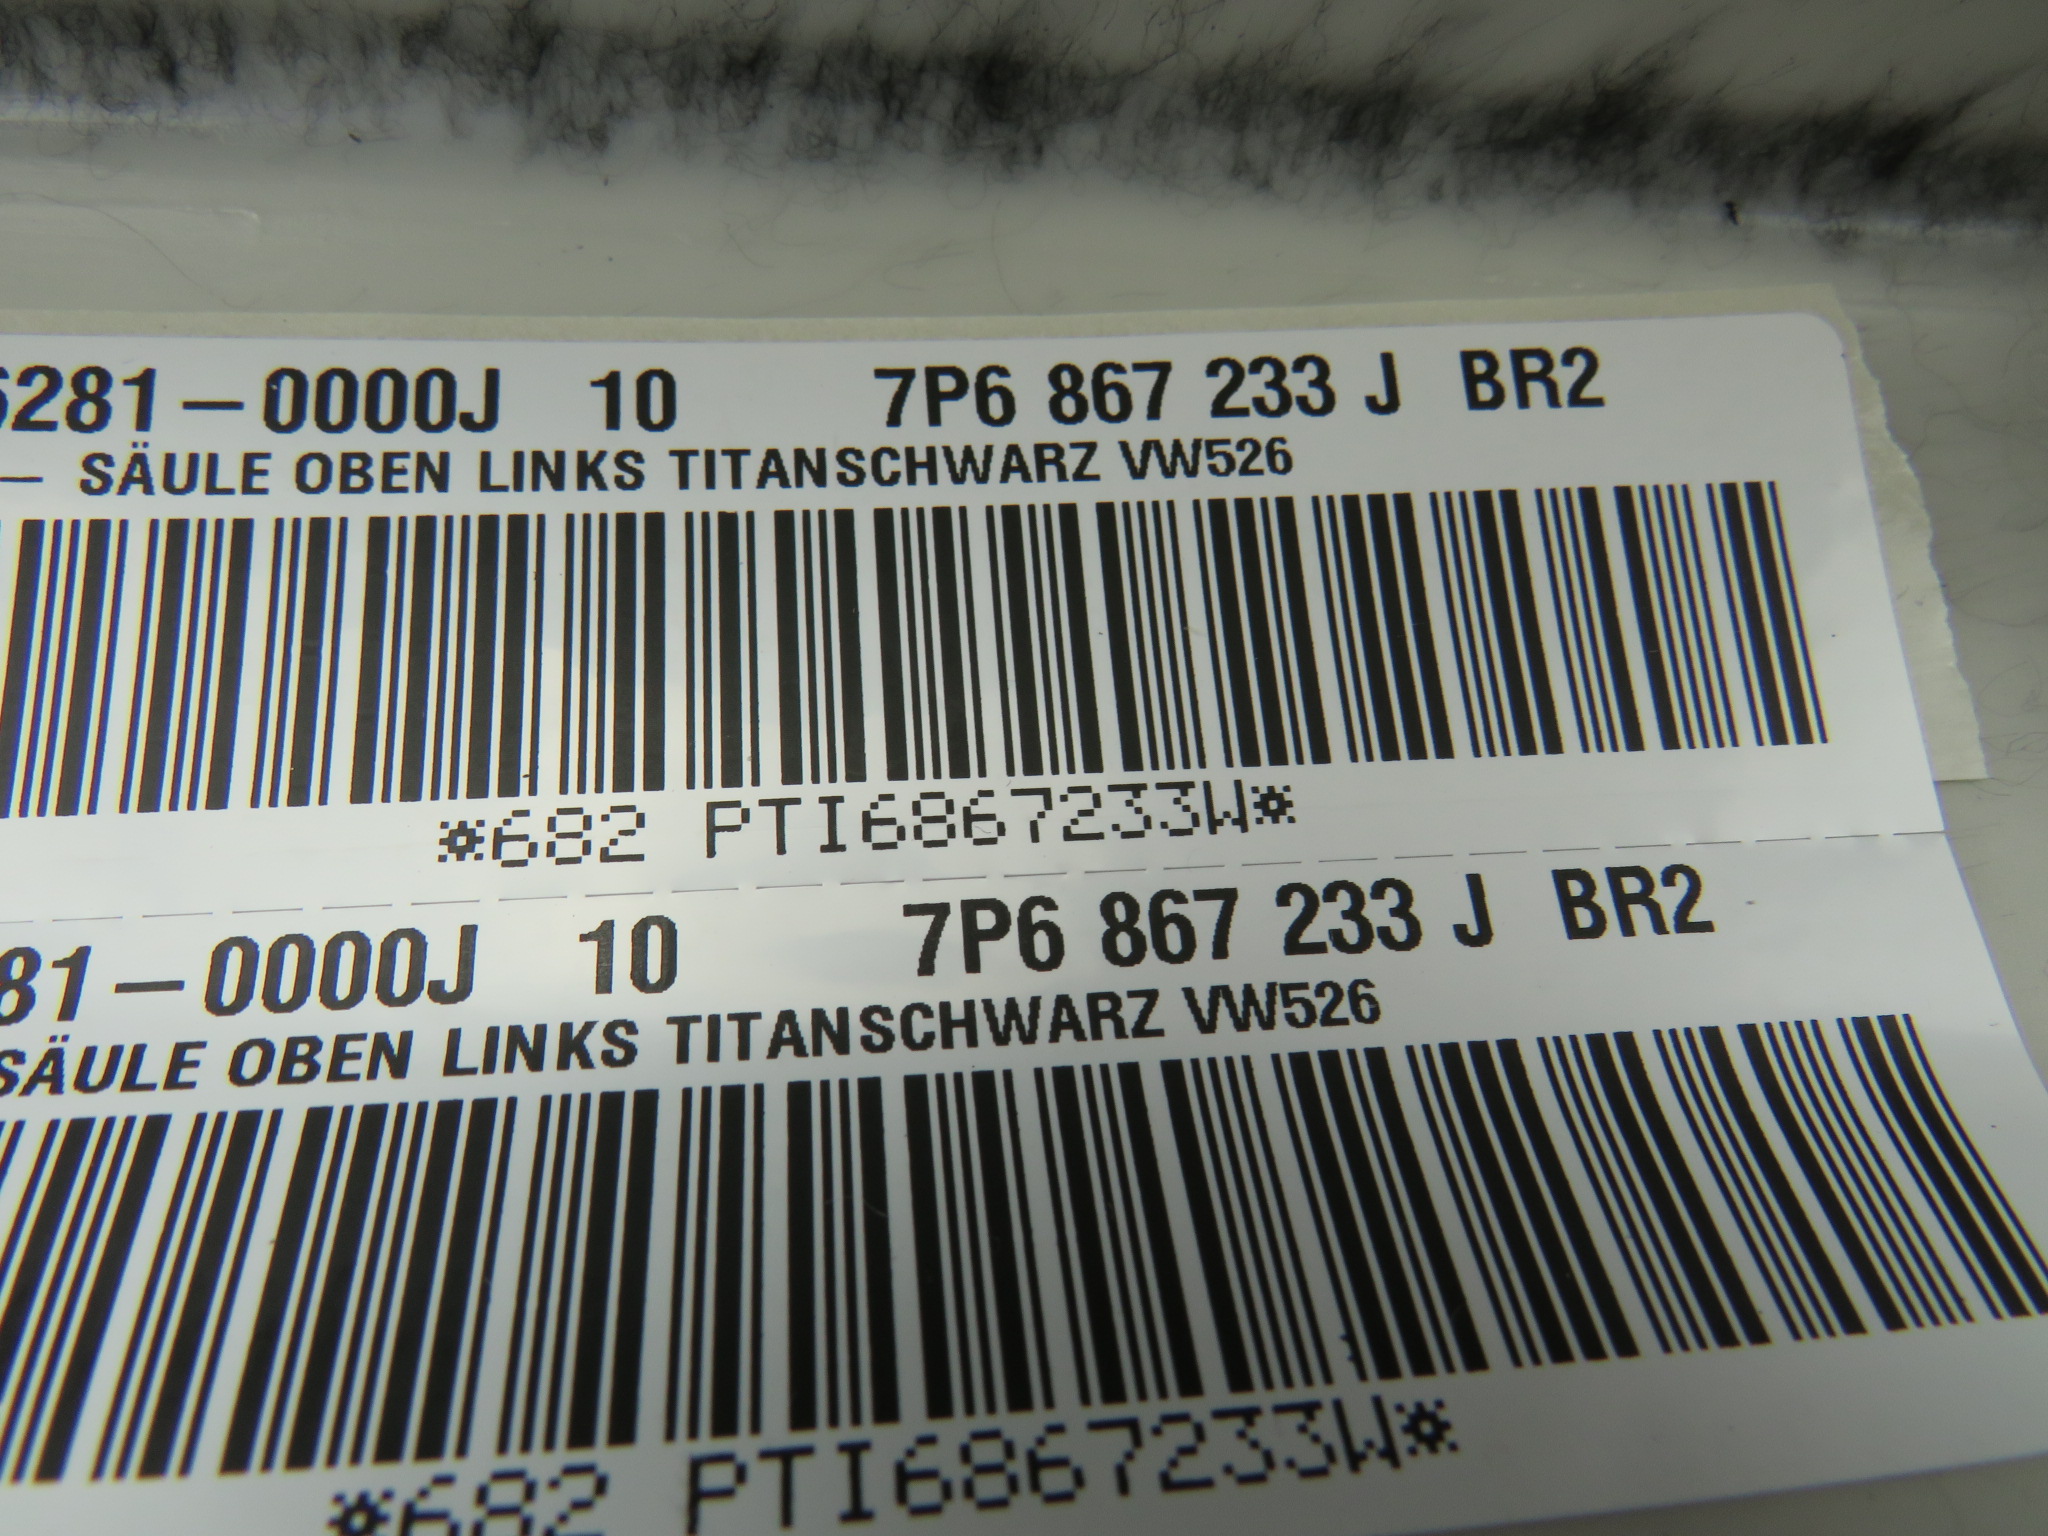 6281-0000J 10 7P6 867 233 J BR2
- SÄULE OBEN LINKS TITANSCHWARZ VW526
*682 PTI6867233W*
81-0000J 10 7P6 867 233 J BR2
SÄULE OBEN LINKS TITANSCHWARZ VW526
*682 PTI6867233W*